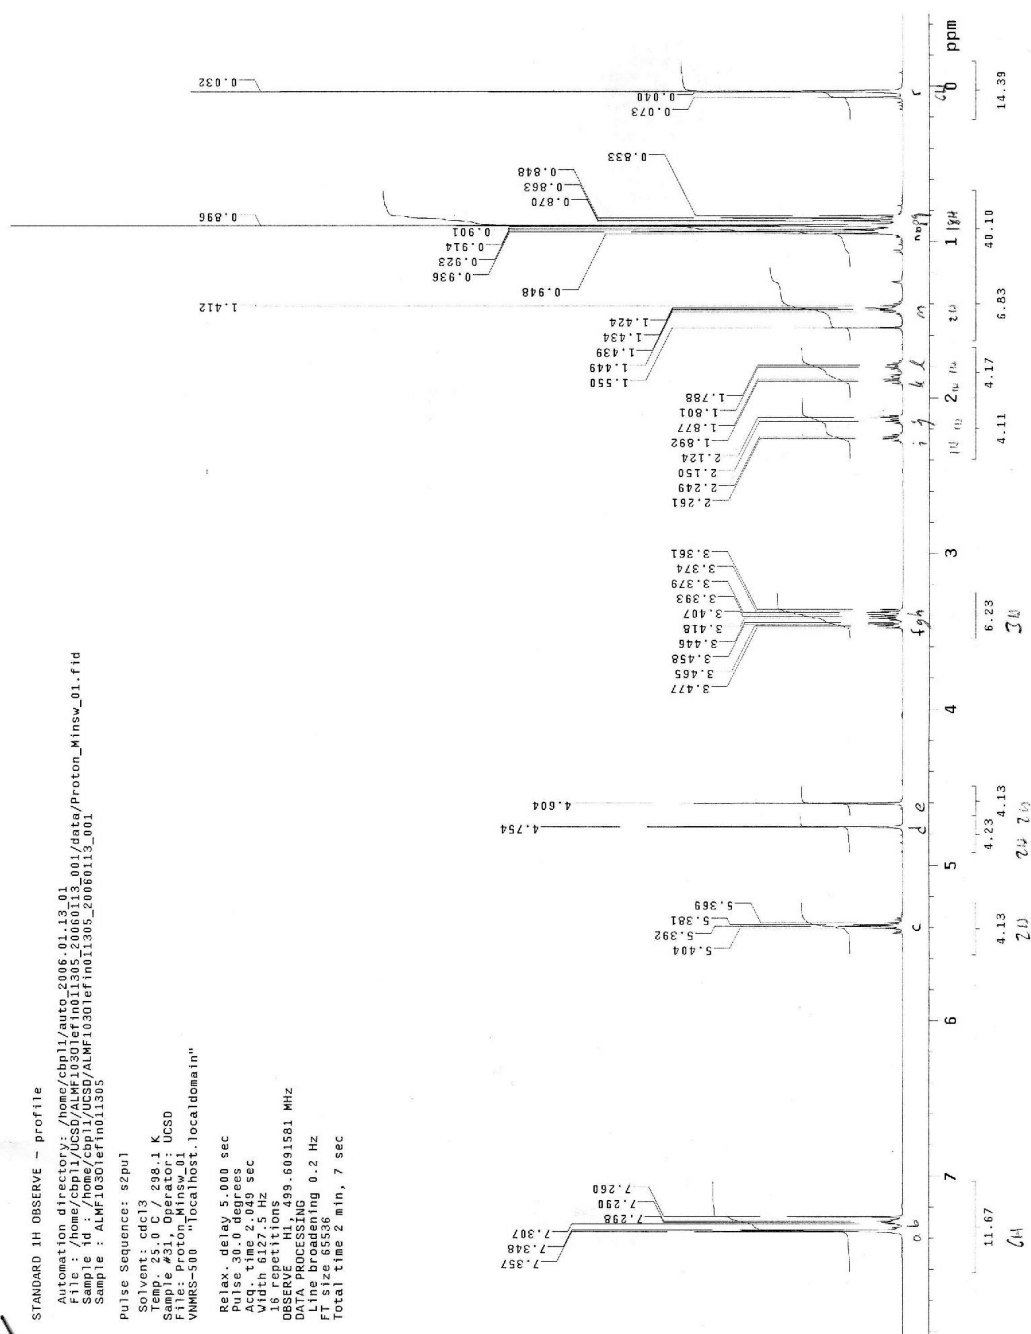 STANDARD 1H OBSERVE - profile
Automation directory: /home/cbpl1/auto_2006.01.13_01
File : /home/cbpl1/UCSD/ALMF103Olefin011305_20060113_001/data/Proton_Minsw_01.fid
Sample id : /home/cbpl1/UCSD/ALMF103Olefin011305_20060113_001
Sample : ALMF103Olefin011305
Pulse Sequence: s2pul
Solvent: cdcl3
Temp. 25.0 C / 298.1 K
Sample #31, Operator: UCSD
File: Proton_Minsw_01
VNMRS-500 "localhost.localdomain"
Relax. delay 5.000 sec
Pulse 30.0 degrees
Acq. time 2.049 sec
Width 6127.5 Hz
16 repetitions
OBSERVE H1, 499.6091581 MHz
DATA PROCESSING
Line broadening 0.2 Hz
FT size 65536
Total time 2 min, 7 sec
7.357
7.348
7.307
7.298
7.290
7.260
5.404
5.392
5.381
5.369
4.754
4.604
3.477
3.465
3.458
3.446
3.418
3.407
3.393
3.379
3.374
3.361
2.261
2.249
2.150
2.124
1.892
1.877
1.801
1.788
1.550
1.449
1.439
1.434
1.424
1.412
0.948
0.936
0.923
0.914
0.901
0.896
0.870
0.863
0.848
0.833
0.073
0.040
0.032
b c d e f g h i j k l m r
7 6 5 4 3 2 1 0 ppm
11.67 4.13 4.23 4.13 6.23 4.11 4.17 6.83 40.10 14.39
6H 2H 2H 3H 2H 18H